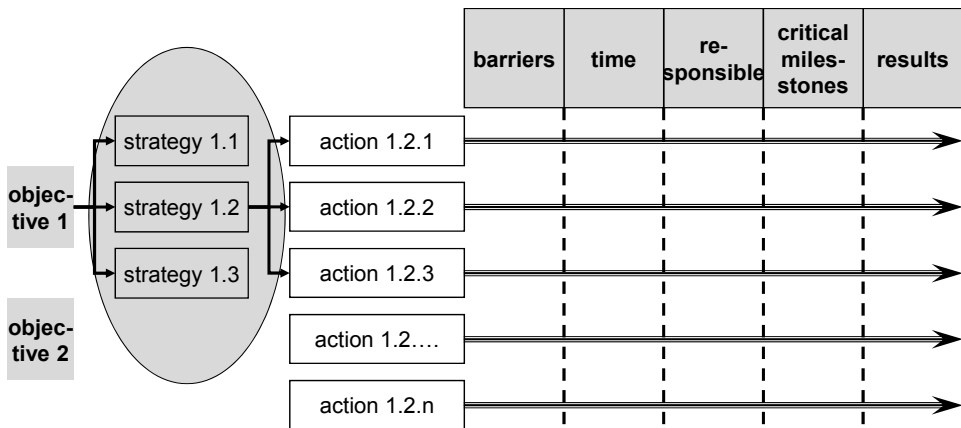 barriers
time
re-
sponsible
critical
miles-
stones
results
strategy 1.1
action 1.2.1
objec-
tive 1
strategy 1.2
action 1.2.2
strategy 1.3
action 1.2.3
objec-
tive 2
action 1.2….
action 1.2.n